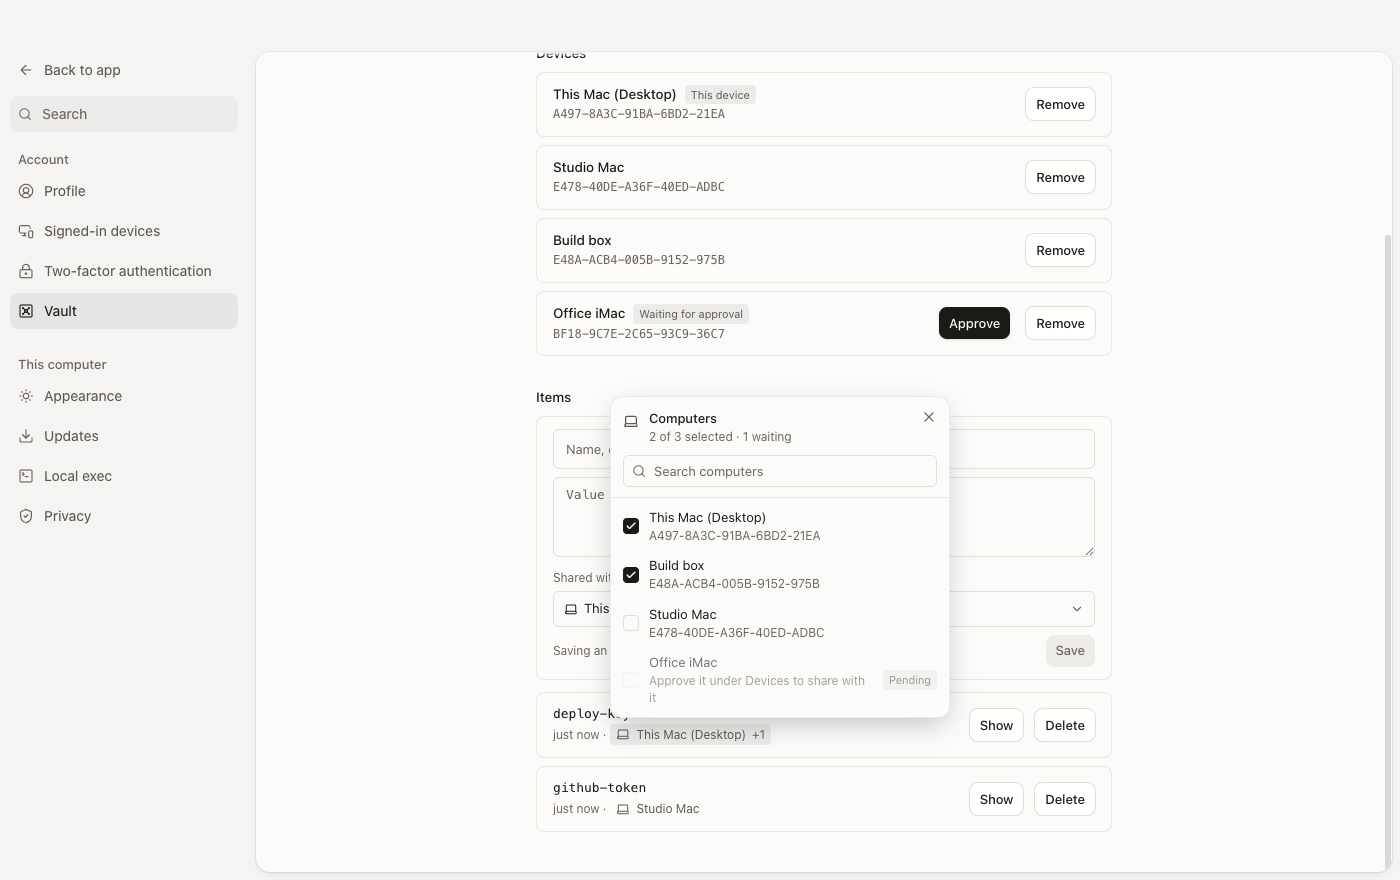 Back to app
Search
Account
Profile
Signed-in devices
Two-factor authentication
Vault
This computer
Appearance
Updates
Local exec
Privacy
Devices
This Mac (Desktop) This device
A497-8A3C-91BA-6BD2-21EA
Remove
Studio Mac
E478-40DE-A36F-40ED-ADBC
Remove
Build box
E48A-ACB4-005B-9152-975B
Remove
Office iMac Waiting for approval
BF18-9C7E-2C65-93C9-36C7
Approve Remove
Items
Name,
Value
Shared
This
Saving an
Save
Computers
2 of 3 selected · 1 waiting
Search computers
This Mac (Desktop)
A497-8A3C-91BA-6BD2-21EA
Build box
E48A-ACB4-005B-9152-975B
Studio Mac
E478-40DE-A36F-40ED-ADBC
Office iMac
Approve it under Devices to share with
it
Pending
deploy-key
just now · This Mac (Desktop) +1
Show Delete
github-token
just now · Studio Mac
Show Delete